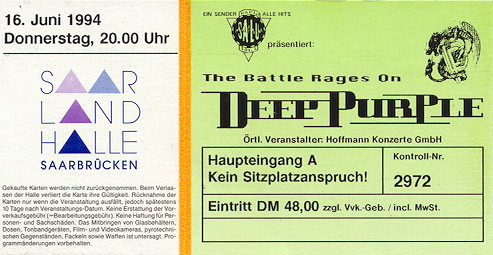 16. Juni 1994
Donnerstag, 20.00 Uhr
SAAR
LAND
HALLE
SAARBRÜCKEN
Gekaufte Karten werden nicht zurückgenommen. Beim Verlas-
sen der Halle verliert die Karte ihre Gültigkeit. Rücknahme der
Karten nur wenn die Veranstaltung ausfällt, jedoch spätestens
10 Tage nach Veranstaltungs-Datum. Keine Erstattung der Vor-
verkaufsgebühr (=Bearbeitungsgebühr). Keine Haftung für Per-
sonen- und Sachschäden. Das Mitbringen von Glasbehältern,
Dosen, Tonbandgeräten, Film- und Videokameras, pyrotechni-
schen Gegenständen, Fackeln sowie Waffen ist untersagt. Pro-
grammänderungen vorbehalten.
EIN SENDER ALLE HITS
SALÜ
präsentiert:
The Battle Rages On
DEEP PURPLE
Örtl. Veranstalter: Hoffmann Konzerte GmbH
Haupteingang A
Kein Sitzplatzanspruch!
Kontroll-Nr.
2972
Eintritt DM 48,00 zzgl. Vvk.-Geb. / incl. MwSt.